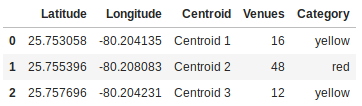 Latitude Longitude Centroid Venues Category
0 25.753058 -80.204135 Centroid 1 16 yellow
1 25.755396 -80.208083 Centroid 2 48 red
2 25.757696 -80.204231 Centroid 3 12 yellow